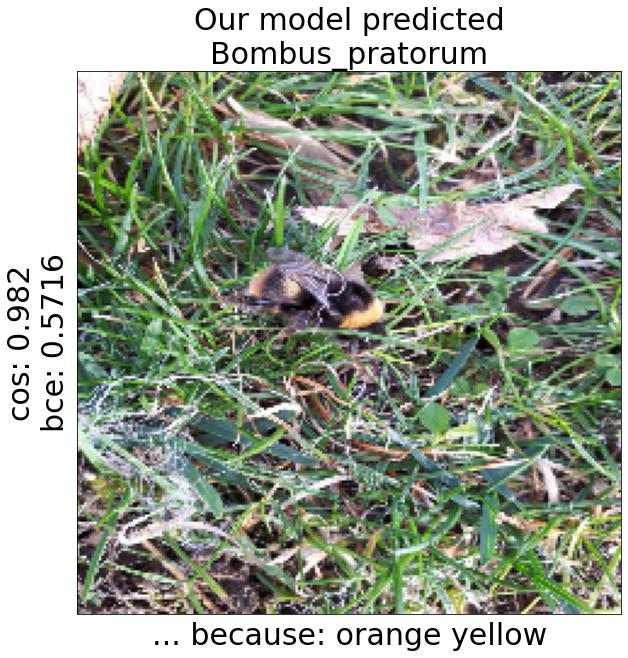 Our model predicted
Bombus_pratorum
cos: 0.982
bce: 0.5716
... because: orange yellow